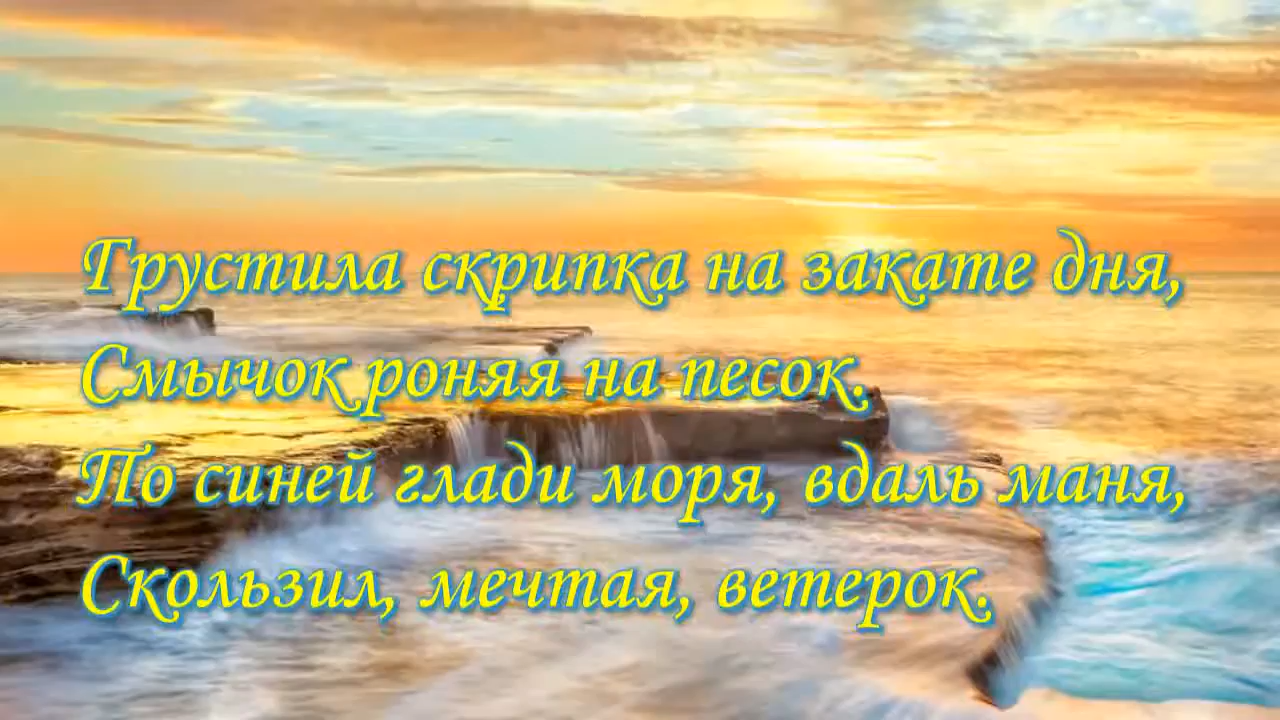 Грустила скрипка на закате дня,
Смычок роняя на песок.
По синей глади моря, вдаль маня,
Скользил, мечтая, ветерок.